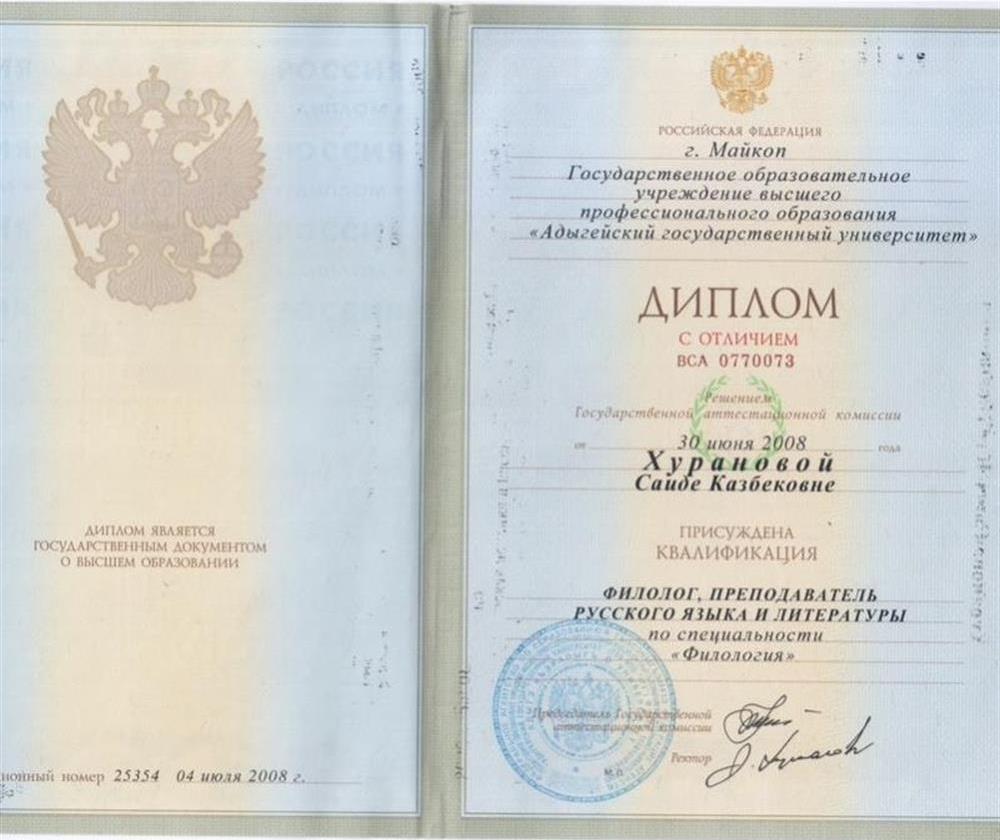 ДИПЛОМ ЯВЛЯЕТСЯ
ГОСУДАРСТВЕННЫМ ДОКУМЕНТОМ
О ВЫСШЕМ ОБРАЗОВАНИИ
ионный номер 25354 04 июля 2008 г.
РОССИЙСКАЯ ФЕДЕРАЦИЯ
г. Майкоп
Государственное образовательное
учреждение высшего
профессионального образования
«Адыгейский государственный университет»
ДИПЛОМ
С ОТЛИЧИЕМ
ВСА 0770073
Решением
Государственной аттестационной комиссии
от 30 июня 2008 года
Хурановой
Саиде Казбековне
ПРИСУЖДЕНА
КВАЛИФИКАЦИЯ
ФИЛОЛОГ, ПРЕПОДАВАТЕЛЬ
РУССКОГО ЯЗЫКА И ЛИТЕРАТУРЫ
по специальности
«Филология»
Председатель Государственной
аттестационной комиссии
Ректор
М.П.